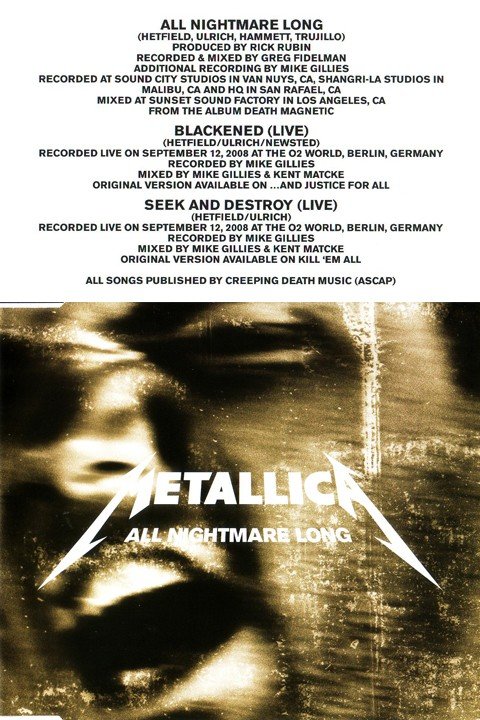 ALL NIGHTMARE LONG
(HETFIELD, ULRICH, HAMMETT, TRUJILLO)
PRODUCED BY RICK RUBIN
RECORDED & MIXED BY GREG FIDELMAN
ADDITIONAL RECORDING BY MIKE GILLIES
RECORDED AT SOUND CITY STUDIOS IN VAN NUYS, CA, SHANGRI-LA STUDIOS IN
MALIBU, CA AND HQ IN SAN RAFAEL, CA
MIXED AT SUNSET SOUND FACTORY IN LOS ANGELES, CA
FROM THE ALBUM DEATH MAGNETIC
BLACKENED (LIVE)
(HETFIELD/ULRICH/NEWSTED)
RECORDED LIVE ON SEPTEMBER 12, 2008 AT THE O2 WORLD, BERLIN, GERMANY
RECORDED BY MIKE GILLIES
MIXED BY MIKE GILLIES & KENT MATCKE
ORIGINAL VERSION AVAILABLE ON ...AND JUSTICE FOR ALL
SEEK AND DESTROY (LIVE)
(HETFIELD/ULRICH)
RECORDED LIVE ON SEPTEMBER 12, 2008 AT THE O2 WORLD, BERLIN, GERMANY
RECORDED BY MIKE GILLIES
MIXED BY MIKE GILLIES & KENT MATCKE
ORIGINAL VERSION AVAILABLE ON KILL 'EM ALL
ALL SONGS PUBLISHED BY CREEPING DEATH MUSIC (ASCAP)
METALLICA
ALL NIGHTMARE LONG